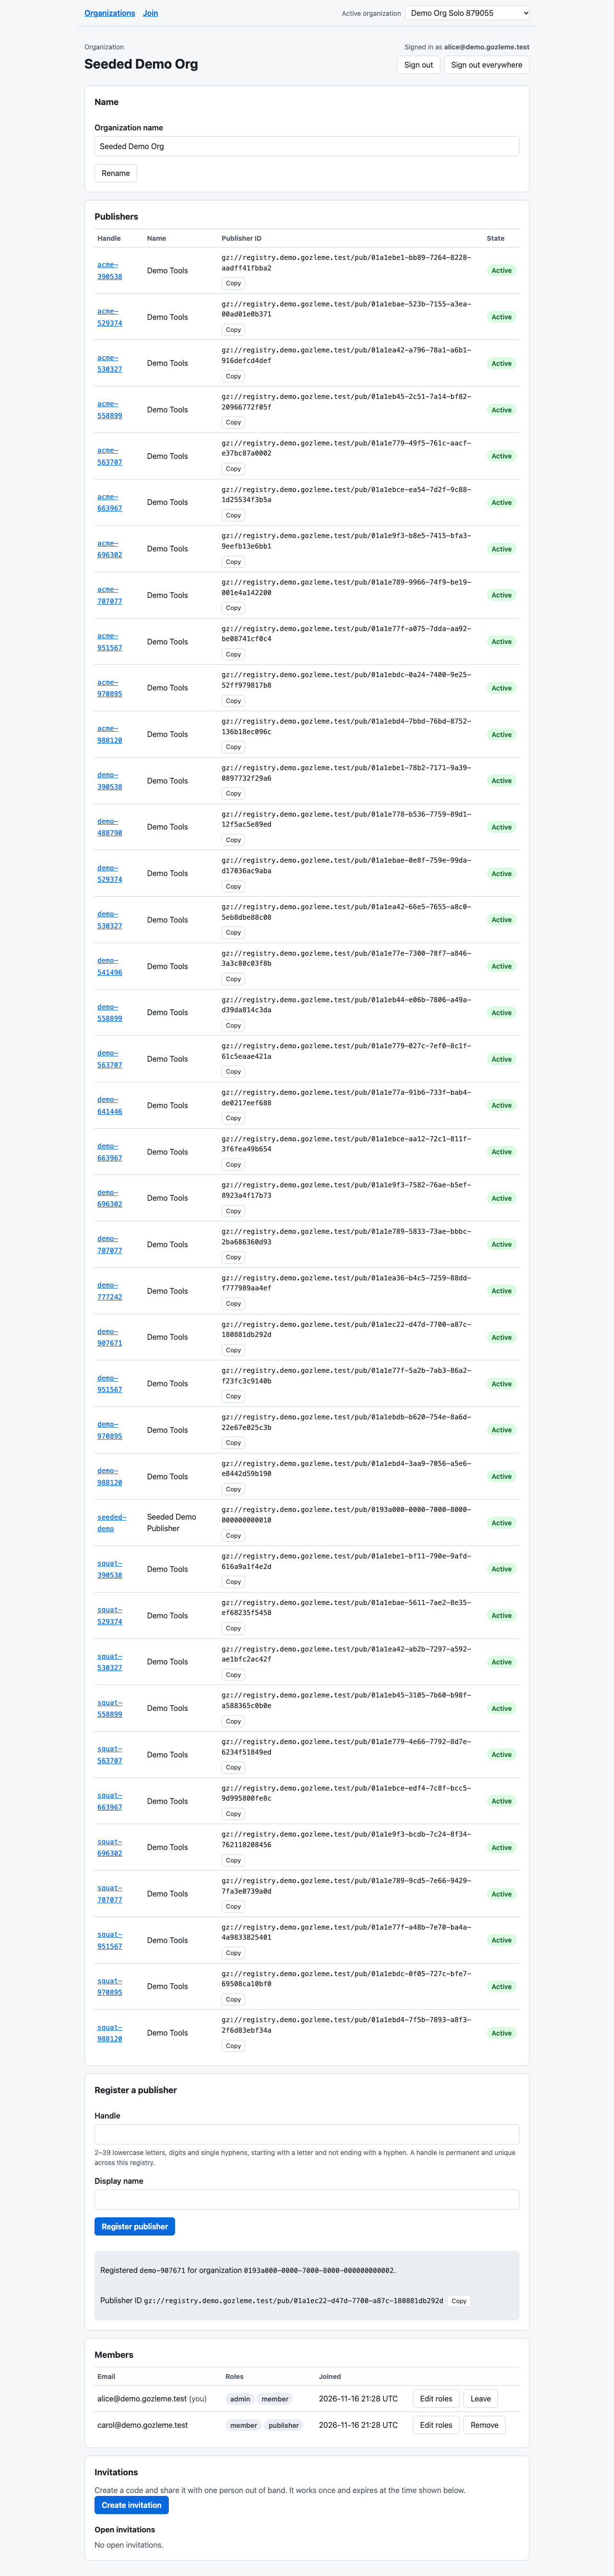 Organizations Join Active organization Demo Org Solo 879055
Organization Signed in as alice@demo.gozleme.test
Seeded Demo Org Sign out Sign out everywhere
Name
Organization name
Seeded Demo Org
Rename
Publishers
Handle Name Publisher ID State
acme-390538 Demo Tools gz://registry.demo.gozleme.test/pub/01a1ebe1-bb89-7264-8228-aadff41fbba2 Copy Active
acme-529374 Demo Tools gz://registry.demo.gozleme.test/pub/01a1ebae-523b-7155-a3ea-00ad01e0b371 Copy Active
acme-530327 Demo Tools gz://registry.demo.gozleme.test/pub/01a1ea42-a796-78a1-a6b1-916defcd4def Copy Active
acme-558899 Demo Tools gz://registry.demo.gozleme.test/pub/01a1eb45-2c51-7a14-bf82-20966772f05f Copy Active
acme-563707 Demo Tools gz://registry.demo.gozleme.test/pub/01a1e779-49f5-761c-aacf-e37bc87a0002 Copy Active
acme-663967 Demo Tools gz://registry.demo.gozleme.test/pub/01a1ebce-ea54-7d2f-9c88-1d25534f3b5a Copy Active
acme-696302 Demo Tools gz://registry.demo.gozleme.test/pub/01a1e9f3-b8e5-7415-bfa3-9eefb13e6bb1 Copy Active
acme-707077 Demo Tools gz://registry.demo.gozleme.test/pub/01a1e789-9966-74f9-be19-001e4a142200 Copy Active
acme-951567 Demo Tools gz://registry.demo.gozleme.test/pub/01a1e77f-a075-7dda-aa92-be08741cf0c4 Copy Active
acme-970895 Demo Tools gz://registry.demo.gozleme.test/pub/01a1ebdc-0a24-7400-9e25-52ff979817b8 Copy Active
acme-988120 Demo Tools gz://registry.demo.gozleme.test/pub/01a1ebd4-7bbd-76bd-8752-136b18ec096c Copy Active
demo-390538 Demo Tools gz://registry.demo.gozleme.test/pub/01a1ebe1-78b2-7171-9a39-0897732f29a6 Copy Active
demo-488790 Demo Tools gz://registry.demo.gozleme.test/pub/01a1e778-b536-7759-89d1-12f5ac5e89ed Copy Active
demo-529374 Demo Tools gz://registry.demo.gozleme.test/pub/01a1ebae-0e8f-759e-99da-d17036ac9aba Copy Active
demo-530327 Demo Tools gz://registry.demo.gozleme.test/pub/01a1ea42-66e5-7655-a8c0-5eb8dbe88c08 Copy Active
demo-541496 Demo Tools gz://registry.demo.gozleme.test/pub/01a1e77e-7300-78f7-a846-3a3c80c03f8b Copy Active
demo-558899 Demo Tools gz://registry.demo.gozleme.test/pub/01a1eb44-e06b-7806-a49a-d39da814c3da Copy Active
demo-563707 Demo Tools gz://registry.demo.gozleme.test/pub/01a1e779-027c-7ef0-8c1f-61c5eaae421a Copy Active
demo-641446 Demo Tools gz://registry.demo.gozleme.test/pub/01a1e77a-91b6-733f-bab4-de0217eef688 Copy Active
demo-663967 Demo Tools gz://registry.demo.gozleme.test/pub/01a1ebce-aa12-72c1-811f-3f6fea49b654 Copy Active
demo-696302 Demo Tools gz://registry.demo.gozleme.test/pub/01a1e9f3-7582-76ae-b5ef-8923a4f17b73 Copy Active
demo-707077 Demo Tools gz://registry.demo.gozleme.test/pub/01a1e789-5833-73ae-bbbc-2ba686360d93 Copy Active
demo-777242 Demo Tools gz://registry.demo.gozleme.test/pub/01a1ea36-b4c5-7259-88dd-f777989aa4ef Copy Active
demo-907671 Demo Tools gz://registry.demo.gozleme.test/pub/01a1ec22-d47d-7700-a87c-180881db292d Copy Active
demo-951567 Demo Tools gz://registry.demo.gozleme.test/pub/01a1e77f-5a2b-7ab3-86a2-f23fc3c9140b Copy Active
demo-970895 Demo Tools gz://registry.demo.gozleme.test/pub/01a1ebdb-b620-754e-8a6d-22e67e025c3b Copy Active
demo-988120 Demo Tools gz://registry.demo.gozleme.test/pub/01a1ebd4-3aa9-7056-a5e6-e8442d59b190 Copy Active
seeded-demo Seeded Demo Publisher gz://registry.demo.gozleme.test/pub/0193a000-0000-7000-8000-000000000010 Copy Active
squat-390538 Demo Tools gz://registry.demo.gozleme.test/pub/01a1ebe1-bf11-790e-9afd-616a9a1f4e2d Copy Active
squat-529374 Demo Tools gz://registry.demo.gozleme.test/pub/01a1ebae-5611-7ae2-8e35-ef68235f5458 Copy Active
squat-530327 Demo Tools gz://registry.demo.gozleme.test/pub/01a1ea42-ab2b-7297-a592-ae1bfc2ac42f Copy Active
squat-558899 Demo Tools gz://registry.demo.gozleme.test/pub/01a1eb45-3105-7b60-b98f-a588365c0b0e Copy Active
squat-563707 Demo Tools gz://registry.demo.gozleme.test/pub/01a1e779-4e66-7792-8d7e-6234f51849ed Copy Active
squat-663967 Demo Tools gz://registry.demo.gozleme.test/pub/01a1ebce-edf4-7c8f-bcc5-9d995800fe8c Copy Active
squat-696302 Demo Tools gz://registry.demo.gozleme.test/pub/01a1e9f3-bcdb-7c24-8f34-762118208456 Copy Active
squat-707077 Demo Tools gz://registry.demo.gozleme.test/pub/01a1e789-9cd5-7e66-9429-7fa3e0739a0d Copy Active
squat-951567 Demo Tools gz://registry.demo.gozleme.test/pub/01a1e77f-a48b-7e70-ba4a-4a9833825401 Copy Active
squat-970895 Demo Tools gz://registry.demo.gozleme.test/pub/01a1ebdc-0f05-727c-bfe7-69508ca10bf0 Copy Active
squat-988120 Demo Tools gz://registry.demo.gozleme.test/pub/01a1ebd4-7f5b-7893-a8f3-2f6d83ebf34a Copy Active
Register a publisher
Handle
2–39 lowercase letters, digits and single hyphens, starting with a letter and not ending with a hyphen. A handle is permanent and unique
across this registry.
Display name
Register publisher
Registered demo-907671 for organization 0193a000-0000-7000-8000-000000000002.
Publisher ID gz://registry.demo.gozleme.test/pub/01a1ec22-d47d-7700-a87c-180881db292d Copy
Members
Email Roles Joined
alice@demo.gozleme.test (you) admin member 2026-11-16 21:28 UTC Edit roles Leave
carol@demo.gozleme.test member publisher 2026-11-16 21:28 UTC Edit roles Remove
Invitations
Create a code and share it with one person out of band. It works once and expires at the time shown below.
Create invitation
Open invitations
No open invitations.